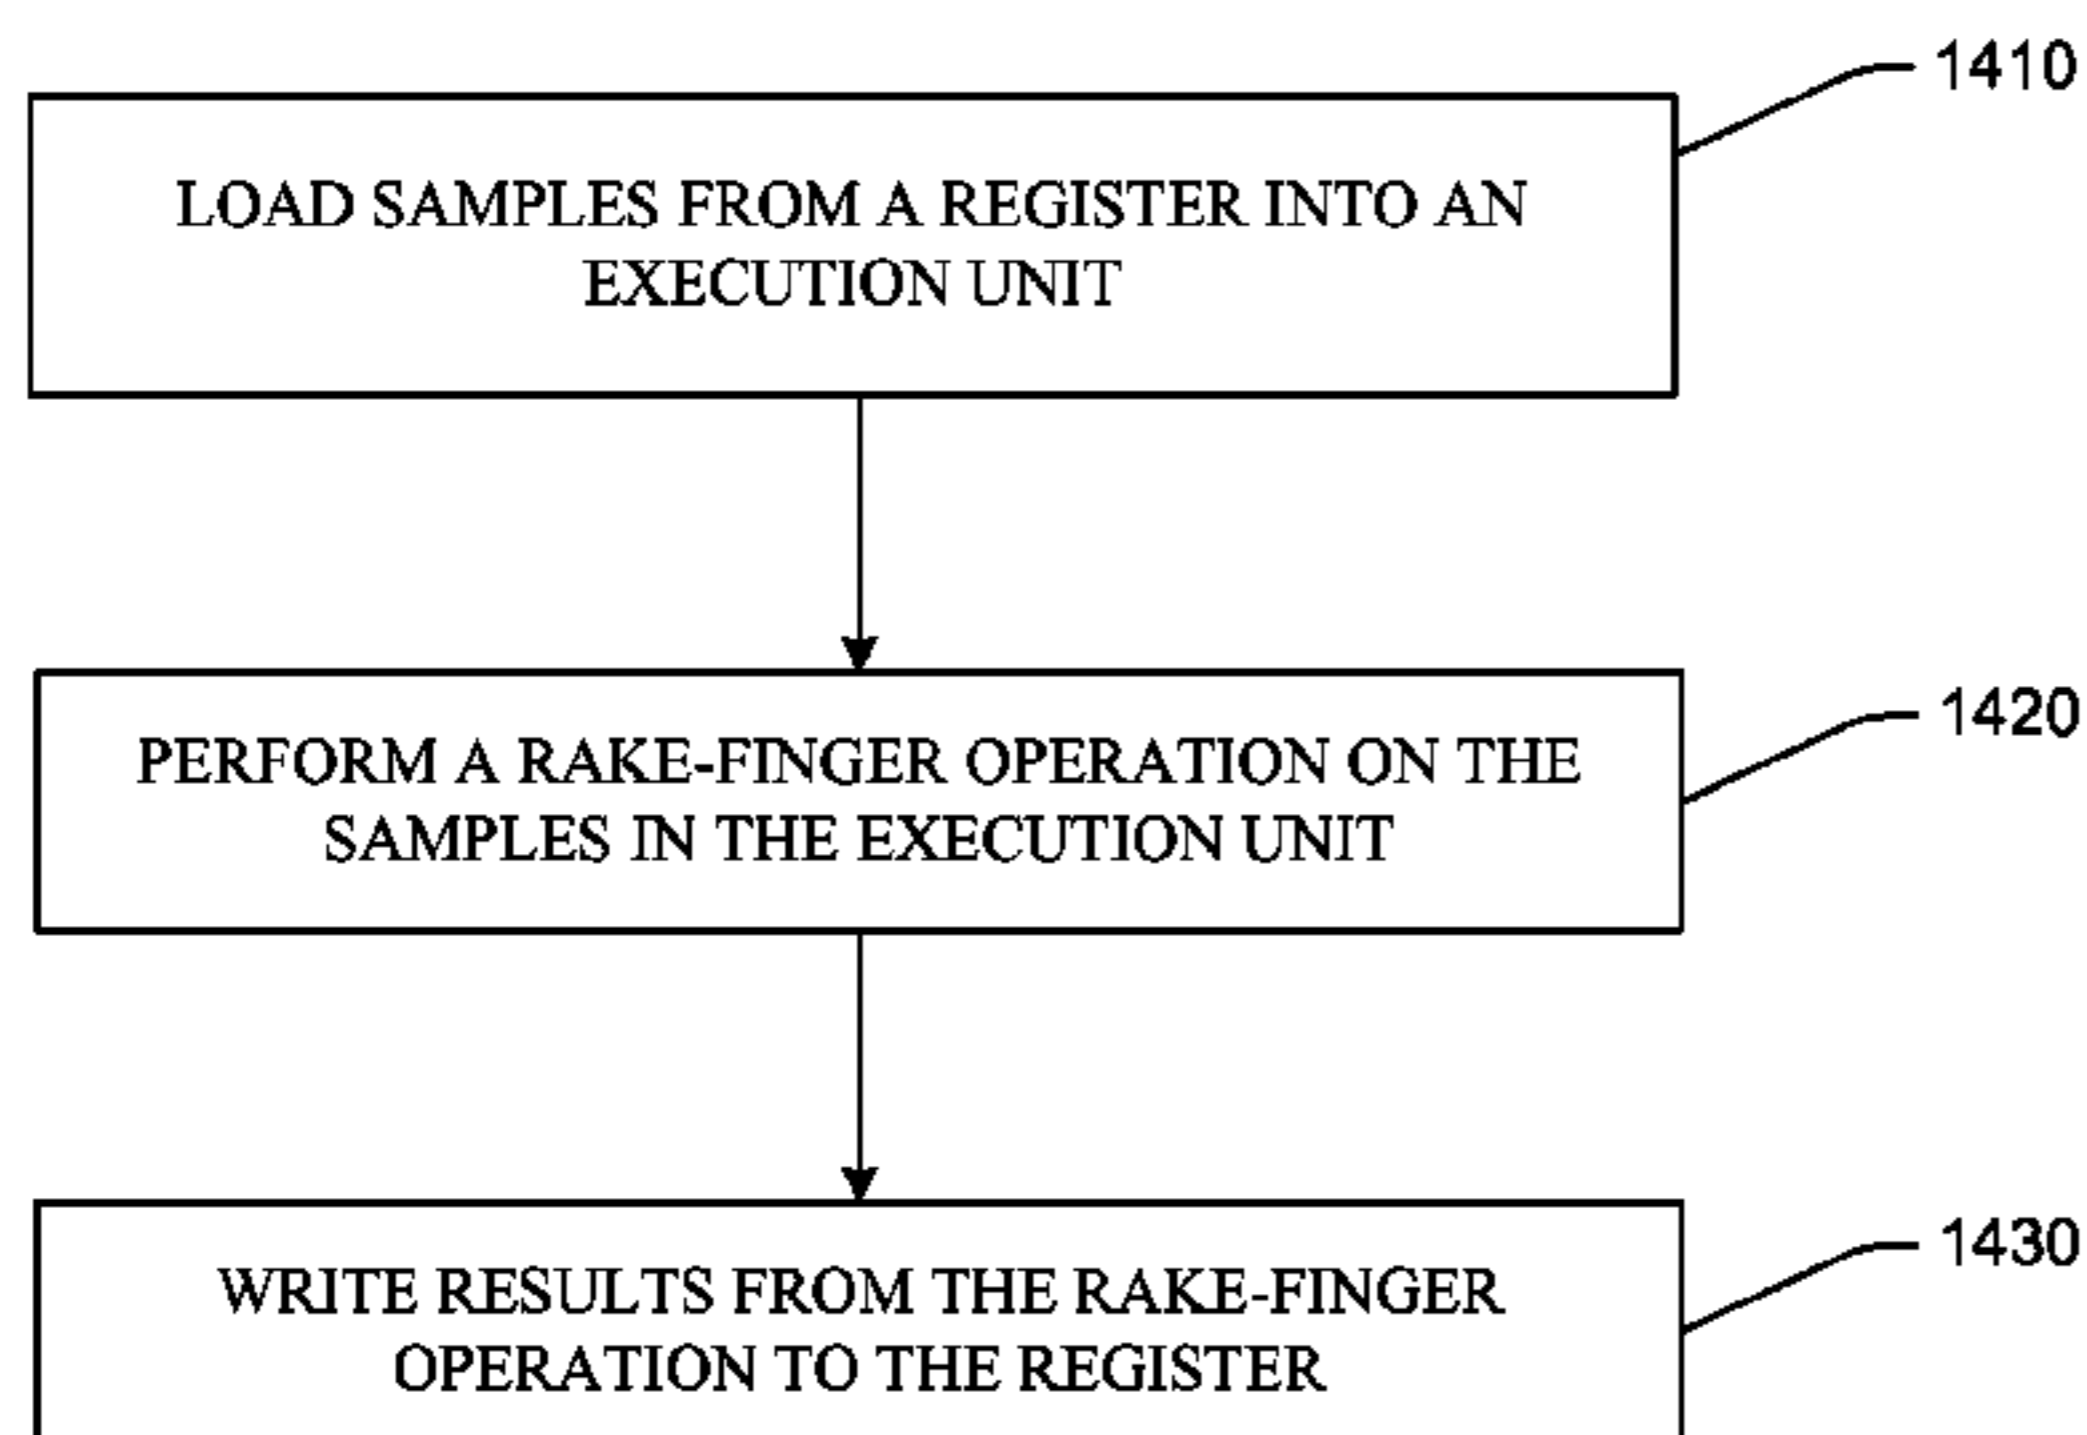 1410
LOAD SAMPLES FROM A REGISTER INTO AN
EXECUTION UNIT
1420
PERFORM A RAKE-FINGER OPERATION ON THE
SAMPLES IN THE EXECUTION UNIT
1430
WRITE RESULTS FROM THE RAKE-FINGER
OPERATION TO THE REGISTER